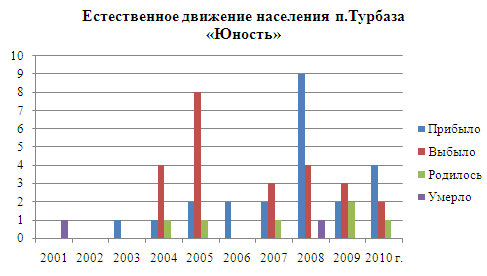 Естественное движение населения п.Турбаза
«Юность»
10
9
8
7
6
5
4
3
2
1
0
2001 2002 2003 2004 2005 2006 2007 2008 2009 2010 г.
Прибыло
Выбыло
Родилось
Умерло